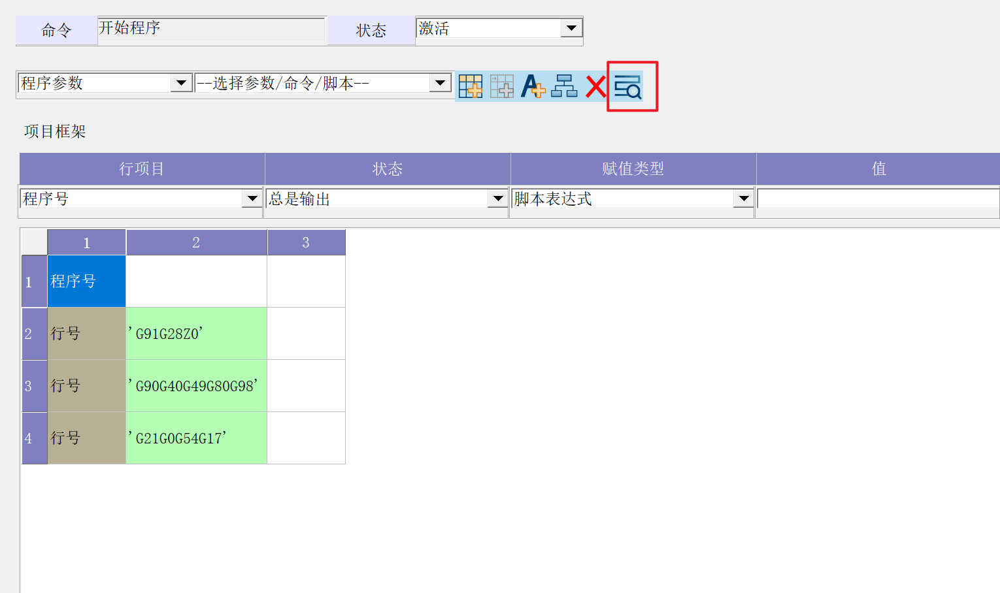 命令 开始程序 状态 激活
程序参数 --选择参数/命令/脚本--
项目框架
行项目 状态 赋值类型 值
程序号 总是输出 脚本表达式
1 2 3
1 程序号
2 行号 'G91G28Z0'
3 行号 'G90G40G49G80G98'
4 行号 'G21G0G54G17'